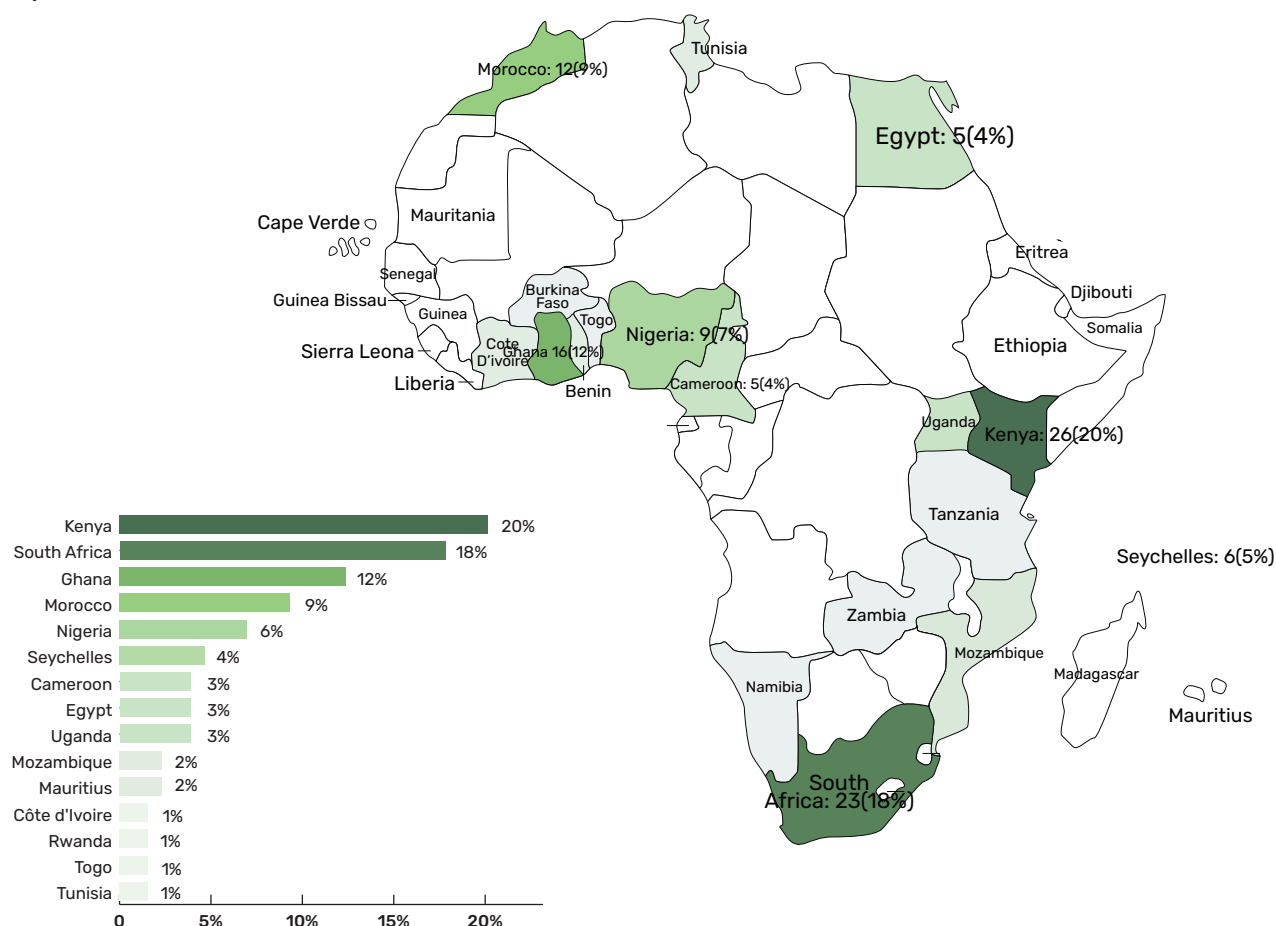 Tunisia
Morocco: 12(9%)
Egypt: 5(4%)
Mauritania
Cape Verde
Eritrea
Senegal
Burkina
Faso
Djibouti
Guinea Bissau
Guinea
Togo
Somalia
Nigeria: 9(7%)
Cote
D'ivoire
Ghana 16(12%)
Ethiopia
Sierra Leona
Liberia
Benin
Cameroon: 5(4%)
Uganda
Kenya: 26(20%)
Tanzania
Seychelles: 6(5%)
Zambia
Mozambique
Madagascar
Namibia
Mauritius
South
Africa: 23(18%)
Kenya 20%
South Africa 18%
Ghana 12%
Morocco 9%
Nigeria 6%
Seychelles 4%
Cameroon 3%
Egypt 3%
Uganda 3%
Mozambique 2%
Mauritius 2%
Côte d'Ivoire 1%
Rwanda 1%
Togo 1%
Tunisia 1%
0 5% 10% 15% 20%